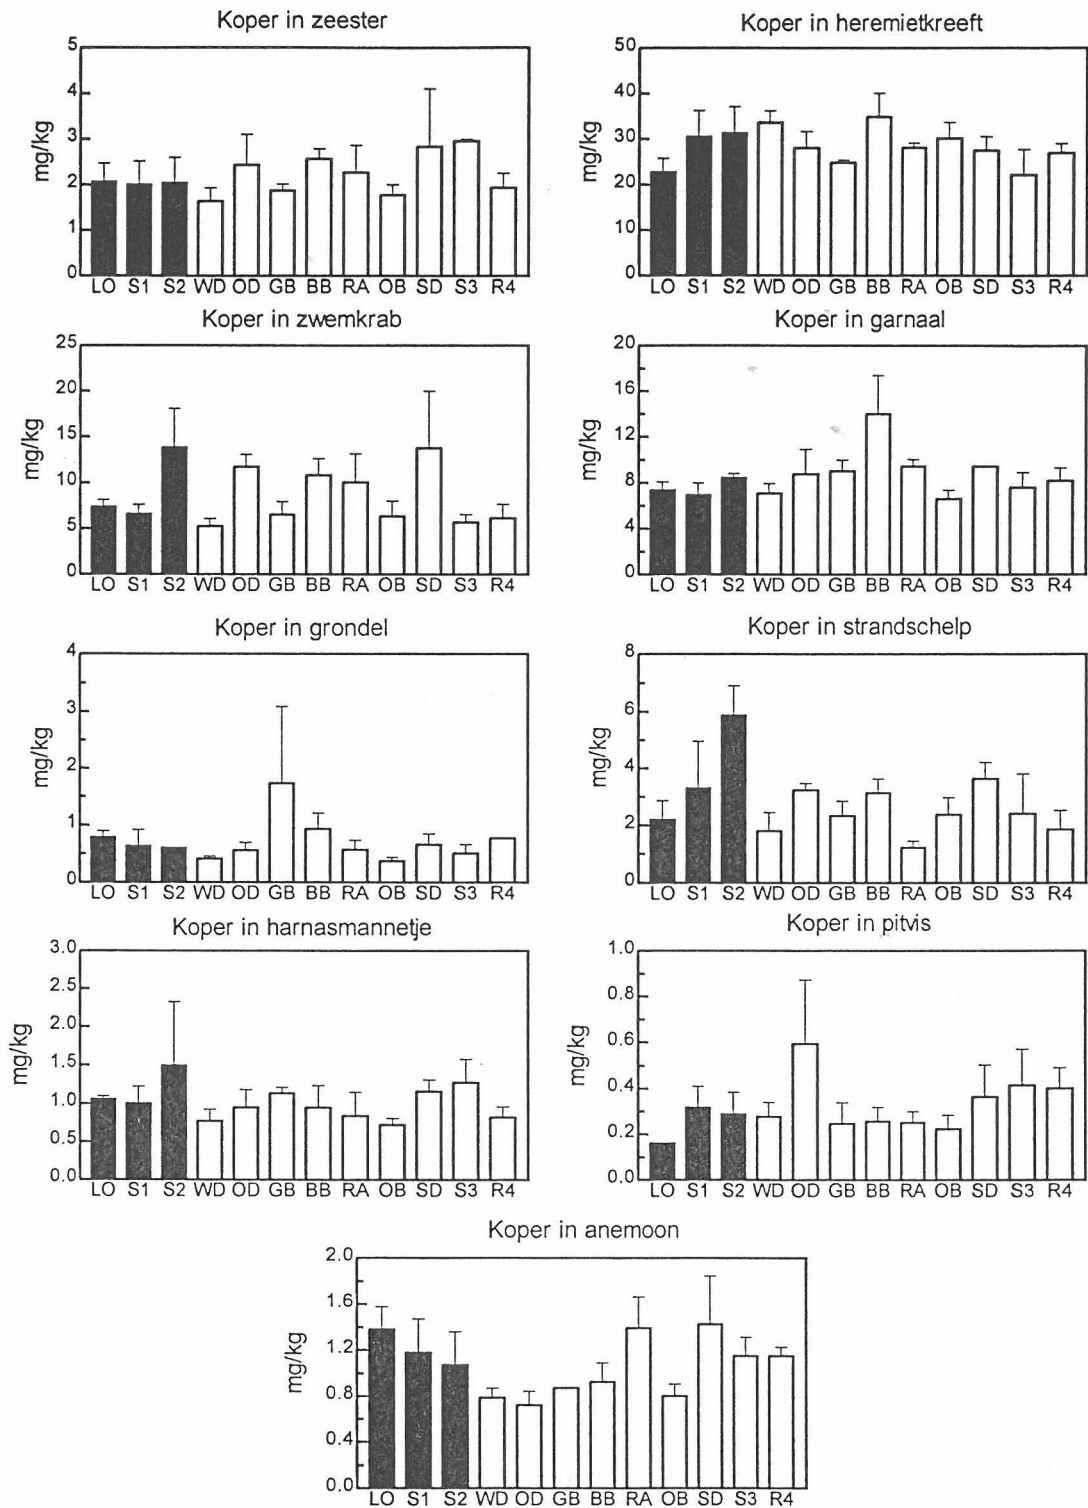 Koper in zeester
5
4
3
2
1
0
mg/kg
LO S1 S2 WD OD GB BB RA OB SD S3 R4
Koper in heremietkreeft
50
40
30
20
10
0
mg/kg
LO S1 S2 WD OD GB BB RA OB SD S3 R4
Koper in zwemkrab
25
20
15
10
5
0
mg/kg
LO S1 S2 WD OD GB BB RA OB SD S3 R4
Koper in garnaal
20
16
12
8
4
0
mg/kg
LO S1 S2 WD OD GB BB RA OB SD S3 R4
Koper in grondel
4
3
2
1
0
mg/kg
LO S1 S2 WD OD GB BB RA OB SD S3 R4
Koper in strandschelp
8
6
4
2
0
mg/kg
LO S1 S2 WD OD GB BB RA OB SD S3 R4
Koper in harnasmannetje
3.0
2.5
2.0
1.5
1.0
0.5
0.0
mg/kg
LO S1 S2 WD OD GB BB RA OB SD S3 R4
Koper in pitvis
1.0
0.8
0.6
0.4
0.2
0.0
mg/kg
LO S1 S2 WD OD GB BB RA OB SD S3 R4
Koper in anemoon
2.0
1.6
1.2
0.8
0.4
0.0
mg/kg
LO S1 S2 WD OD GB BB RA OB SD S3 R4